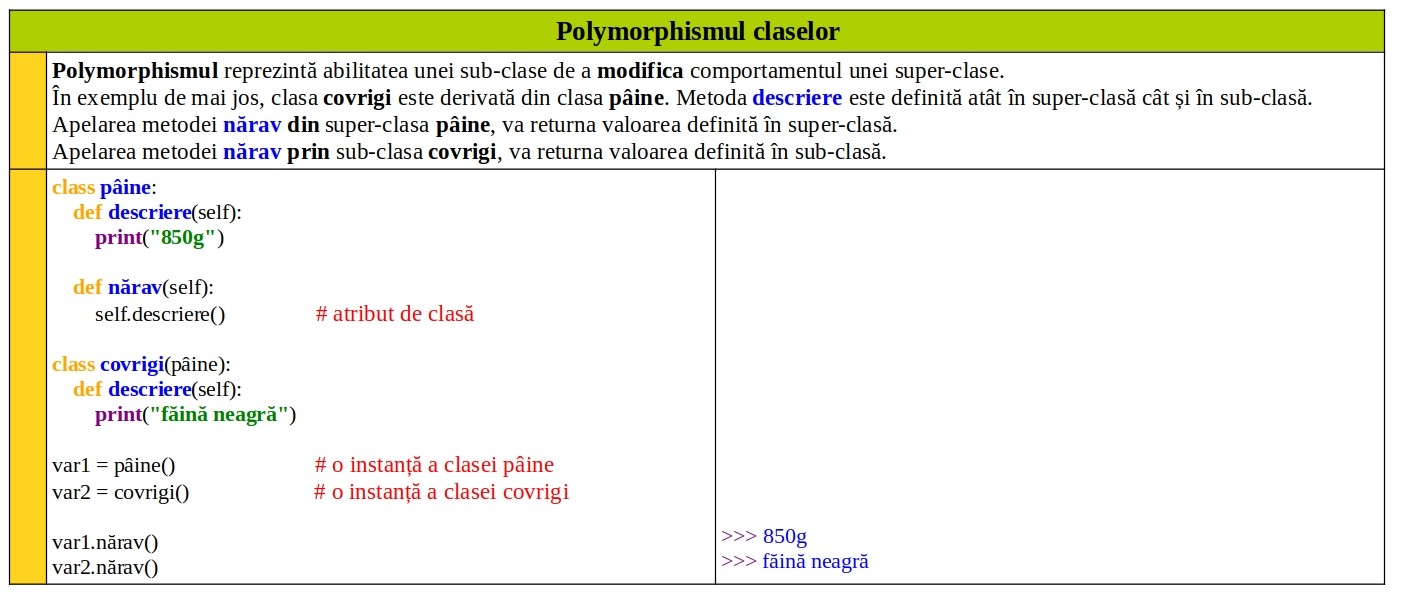 Polymorphismul claselor
Polymorphismul reprezintă abilitatea unei sub-clase de a modifica comportamentul unei super-clase.
În exemplu de mai jos, clasa covrigi este derivată din clasa pâine. Metoda descriere este definită atât în super-clasă cât și în sub-clasă.
Apelarea metodei nărav din super-clasa pâine, va returna valoarea definită în super-clasă.
Apelarea metodei nărav prin sub-clasa covrigi, va returna valoarea definită în sub-clasă.
class pâine:
    def descriere(self):
        print("850g")
    def nărav(self):
        self.descriere() # atribut de clasă
class covrigi(pâine):
    def descriere(self):
        print("făină neagră")
var1 = pâine() # o instanță a clasei pâine
var2 = covrigi() # o instanță a clasei covrigi
var1.nărav()
var2.nărav()
>>> 850g
>>> făină neagră